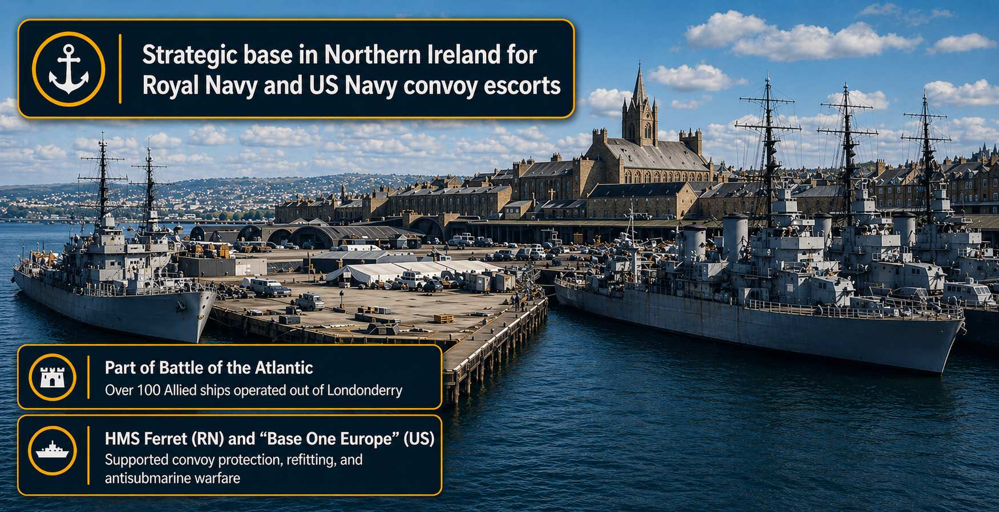 Strategic base in Northern Ireland for
Royal Navy and US Navy convoy escorts
Part of Battle of the Atlantic
Over 100 Allied ships operated out of Londonderry
HMS Ferret (RN) and “Base One Europe” (US)
Supported convoy protection, refitting, and
antisubmarine warfare